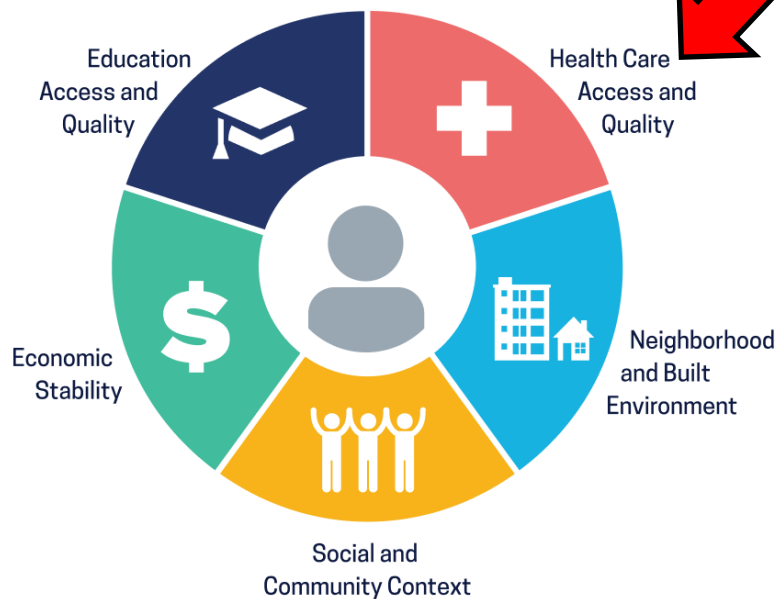 Education
Access and
Quality
Health Care
Access and
Quality
Economic
Stability
Neighborhood
and Built
Environment
Social and
Community Context